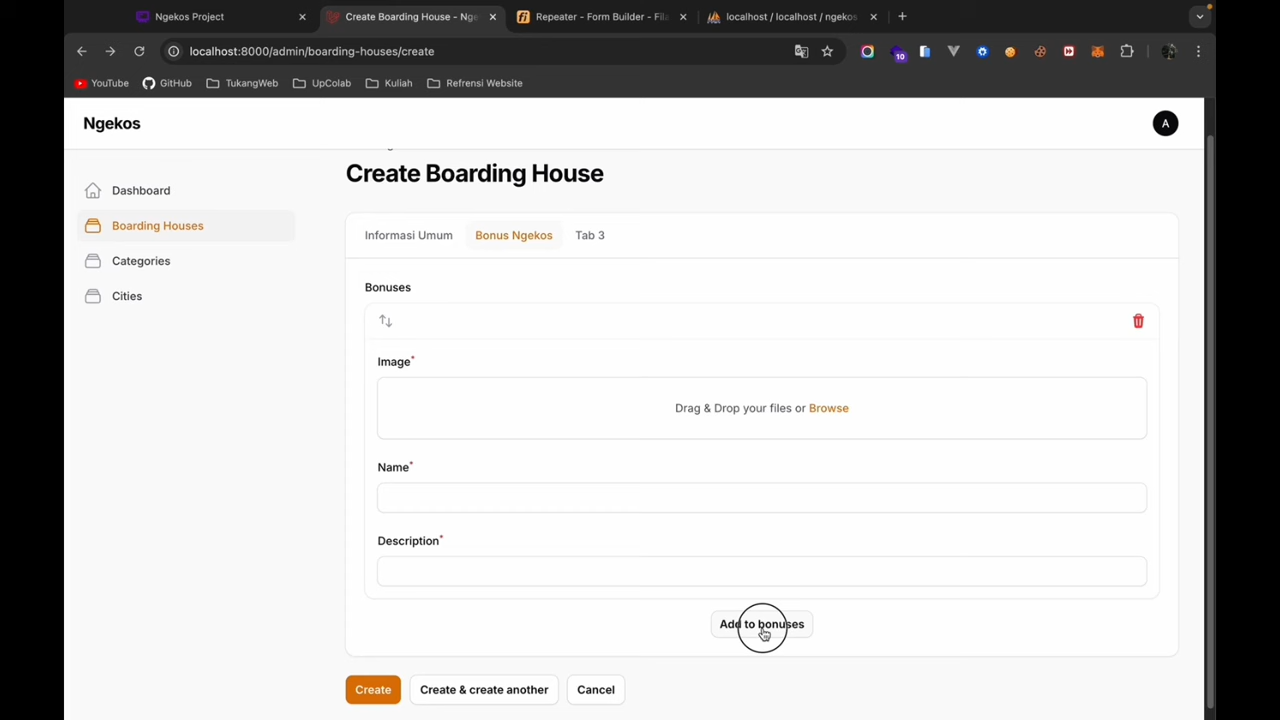 Ngekos Project
Create Boarding House - Nge
Repeater - Form Builder - Fila
localhost / localhost / ngekos
localhost:8000/admin/boarding-houses/create
10
YouTube
GitHub
TukangWeb
UpColab
Kuliah
Refrensi Website
Ngekos
A
Dashboard
Boarding Houses
Categories
Cities
Create Boarding House
Informasi Umum
Bonus Ngekos
Tab 3
Bonuses
Image*
Drag & Drop your files or Browse
Name*
Description*
Add to bonuses
Create
Create & create another
Cancel